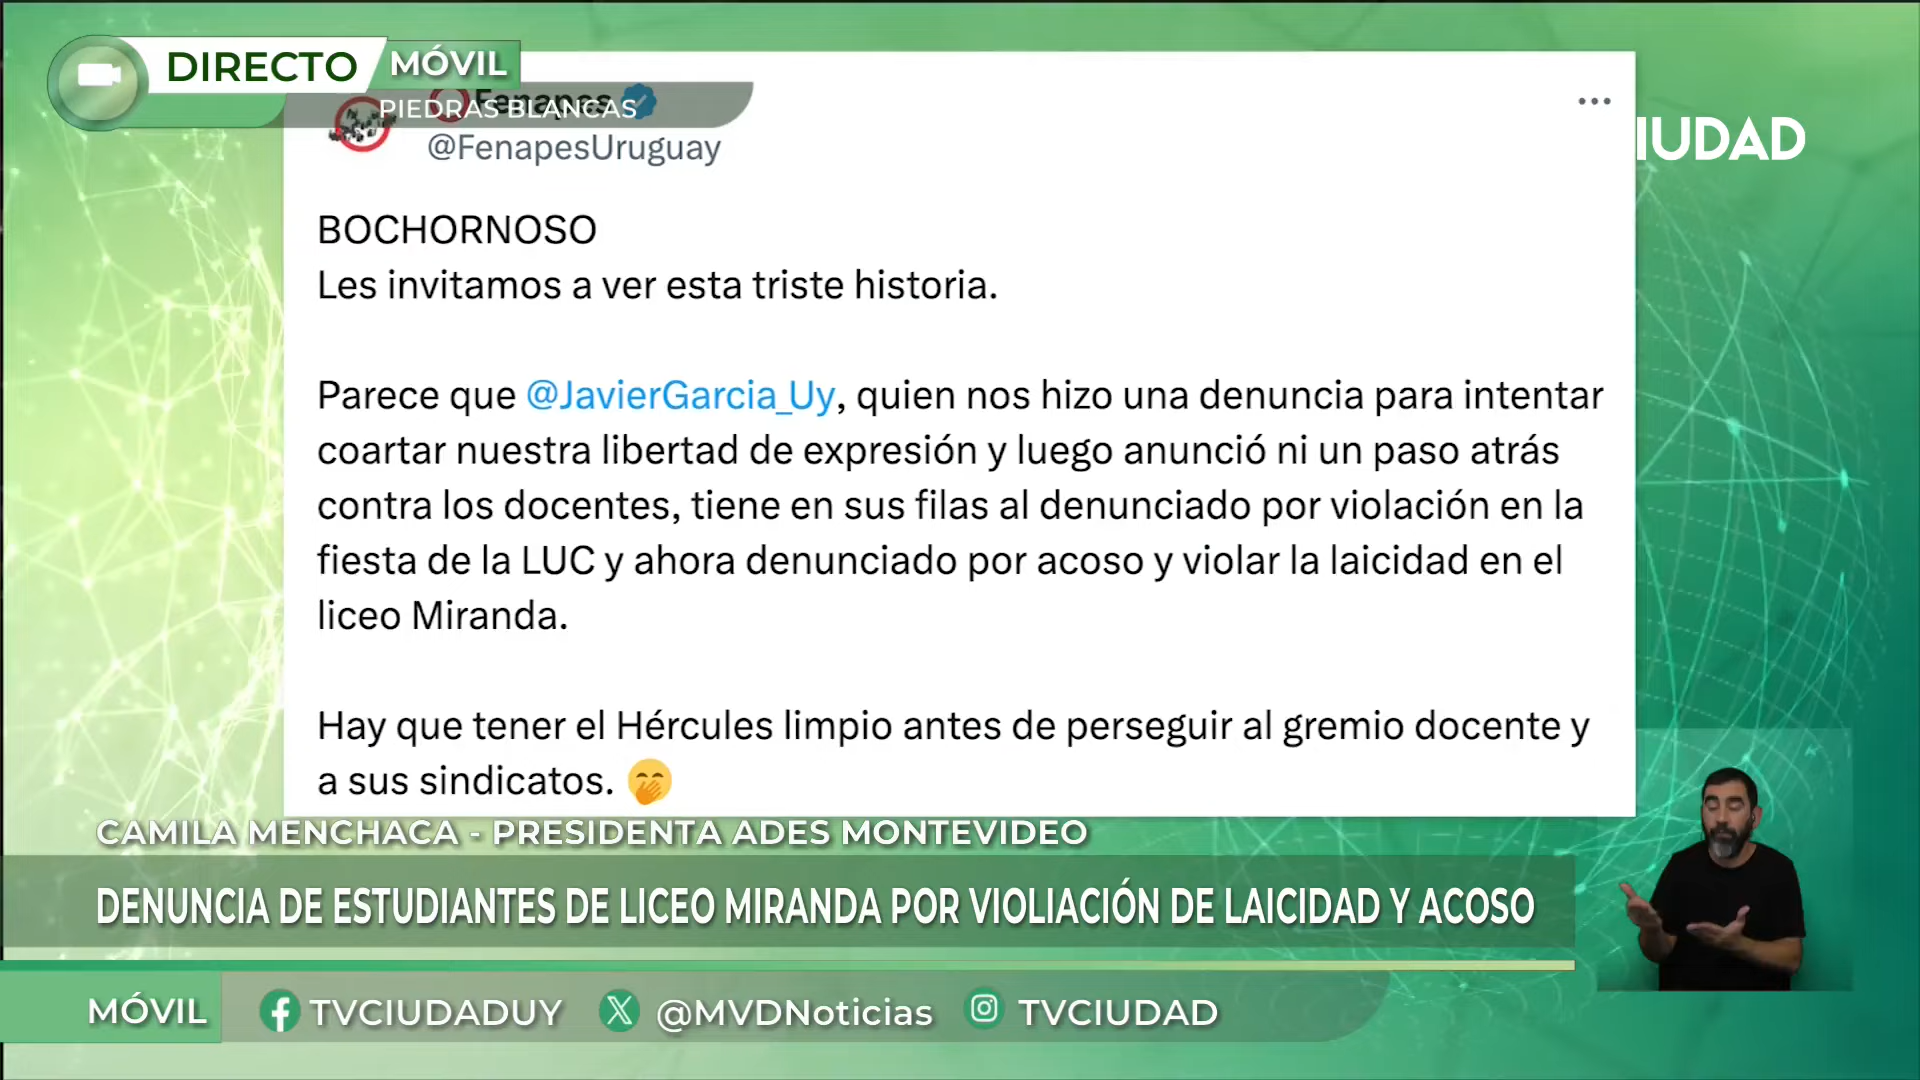 DIRECTO
MÓVIL
PIEDRAS BLANCAS
Fenapes
@FenapesUruguay
IUDAD
BOCHORNOSO
Les invitamos a ver esta triste historia.
Parece que @JavierGarcia_Uy, quien nos hizo una denuncia para intentar
coartar nuestra libertad de expresión y luego anunció ni un paso atrás
contra los docentes, tiene en sus filas al denunciado por violación en la
fiesta de la LUC y ahora denunciado por acoso y violar la laicidad en el
liceo Miranda.
Hay que tener el Hércules limpio antes de perseguir al gremio docente y
a sus sindicatos. 🤭
CAMILA MENCHACA - PRESIDENTA ADES MONTEVIDEO
DENUNCIA DE ESTUDIANTES DE LICEO MIRANDA POR VIOLIACIÓN DE LAICIDAD Y ACOSO
MÓVIL
TVCIUDADUY
@MVDNoticias
TVCIUDAD